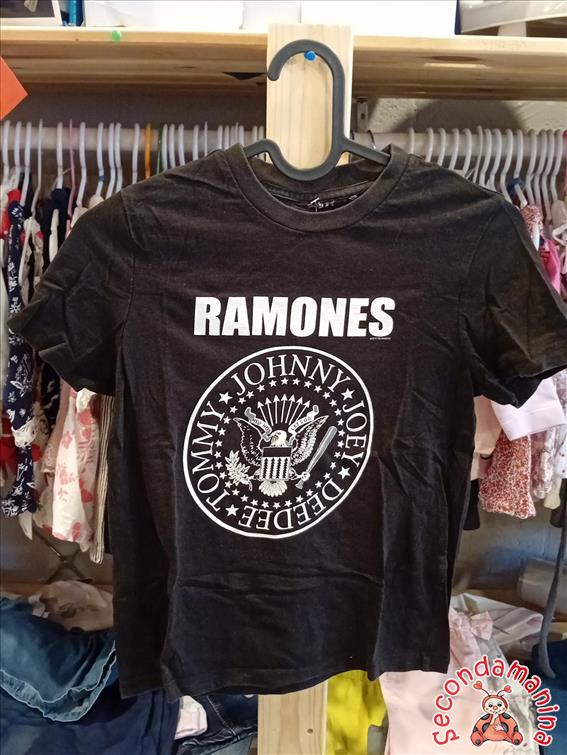 RAMONES
JOHNNY ★ JOEY ★ DEEDEE ★ TOMMY ★
Secondamanina